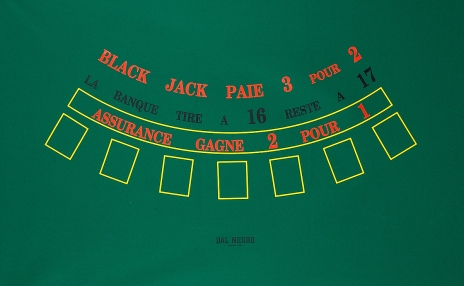 BLACK JACK PAIE 3 POUR 2
LA BANQUE TIRE A 16 RESTE A 17
ASSURANCE GAGNE 2 POUR 1
DAL NEGRO